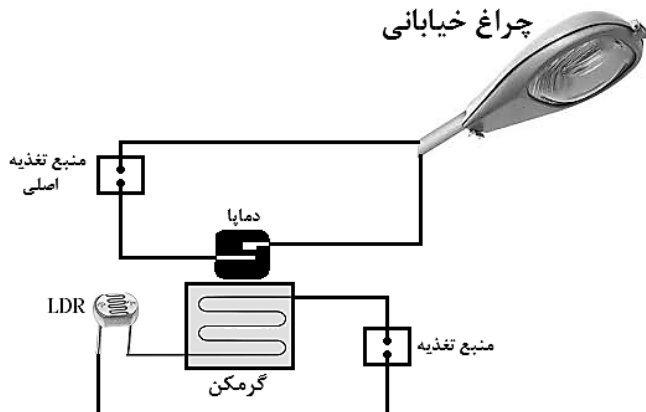 چراغ خیابانی
منبع تغذیه
اصلی
دماپا
LDR
منبع تغذیه
گرمکن